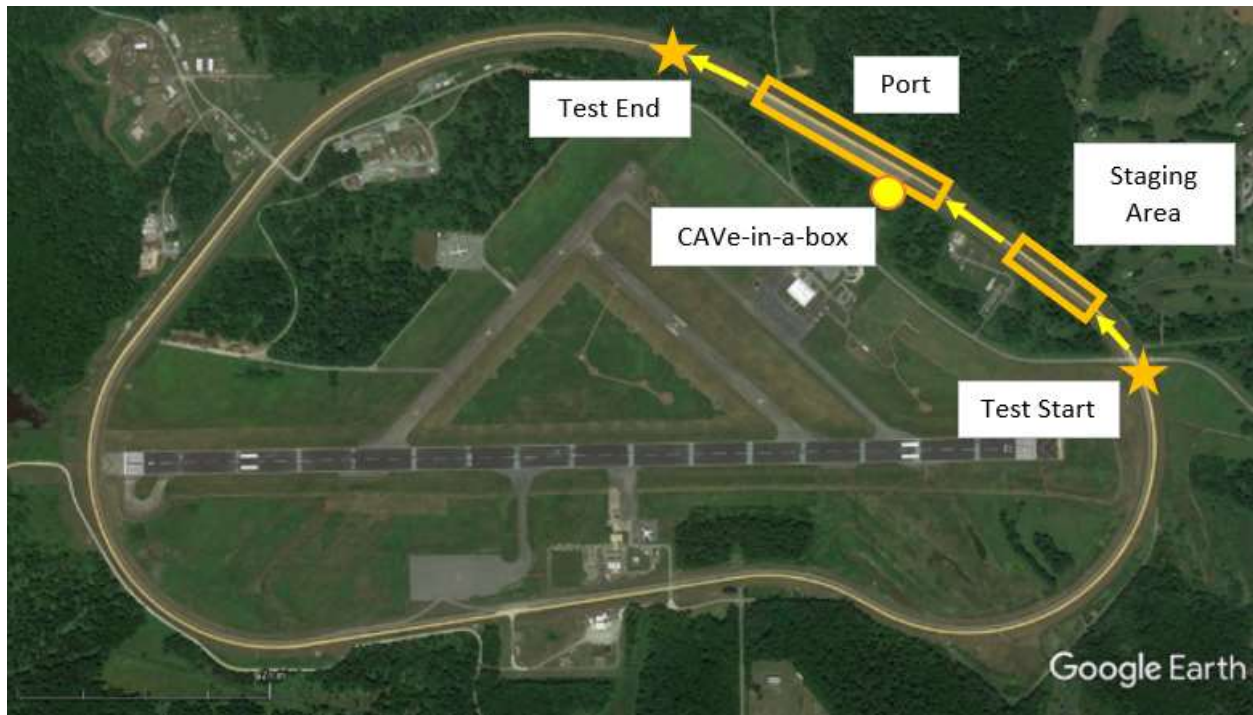 Port
Test End
Staging
Area
CAVe-in-a-box
Test Start
Google Earth